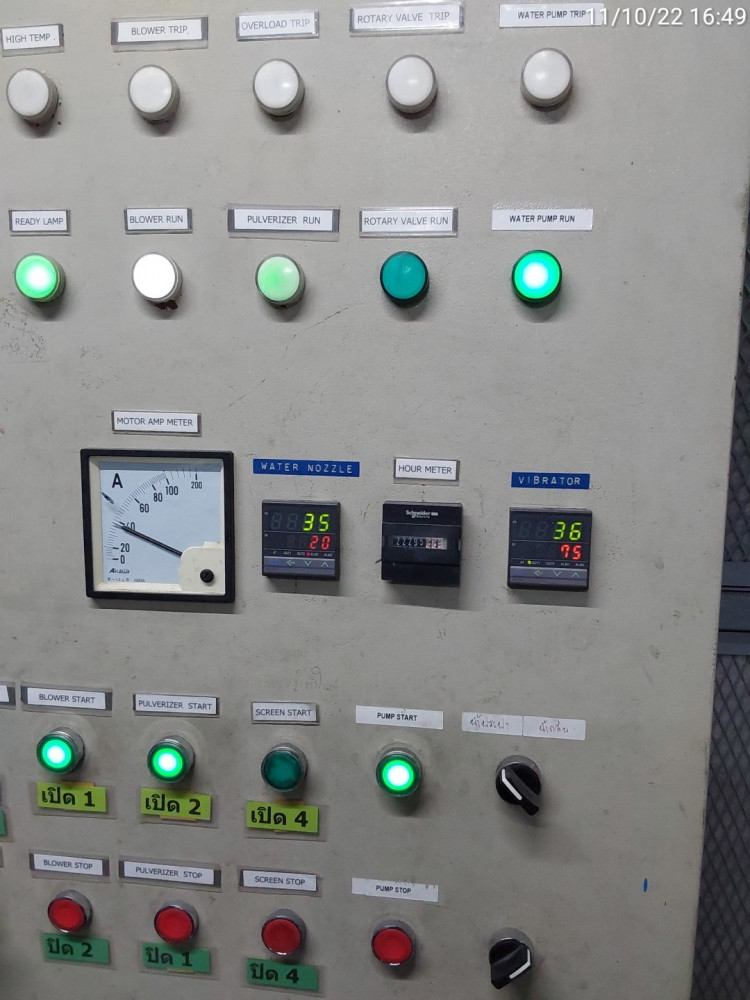 11/10/22 16:49
HIGH TEMP.
BLOWER TRIP
OVERLOAD TRIP
ROTARY VALVE TRIP
WATER PUMP TRIP
READY LAMP
BLOWER RUN
PULVERIZER RUN
ROTARY VALVE RUN
WATER PUMP RUN
MOTOR AMP METER
WATER NOZZLE
HOUR METER
VIBRATOR
A
200
100
80
60
40
20
0
35
20
Schneider
36
75
BLOWER START
PULVERIZER START
SCREEN START
PUMP START
เปิด 1
เปิด 2
เปิด 4
BLOWER STOP
PULVERIZER STOP
SCREEN STOP
PUMP STOP
ปิด 2
ปิด 1
ปิด 4